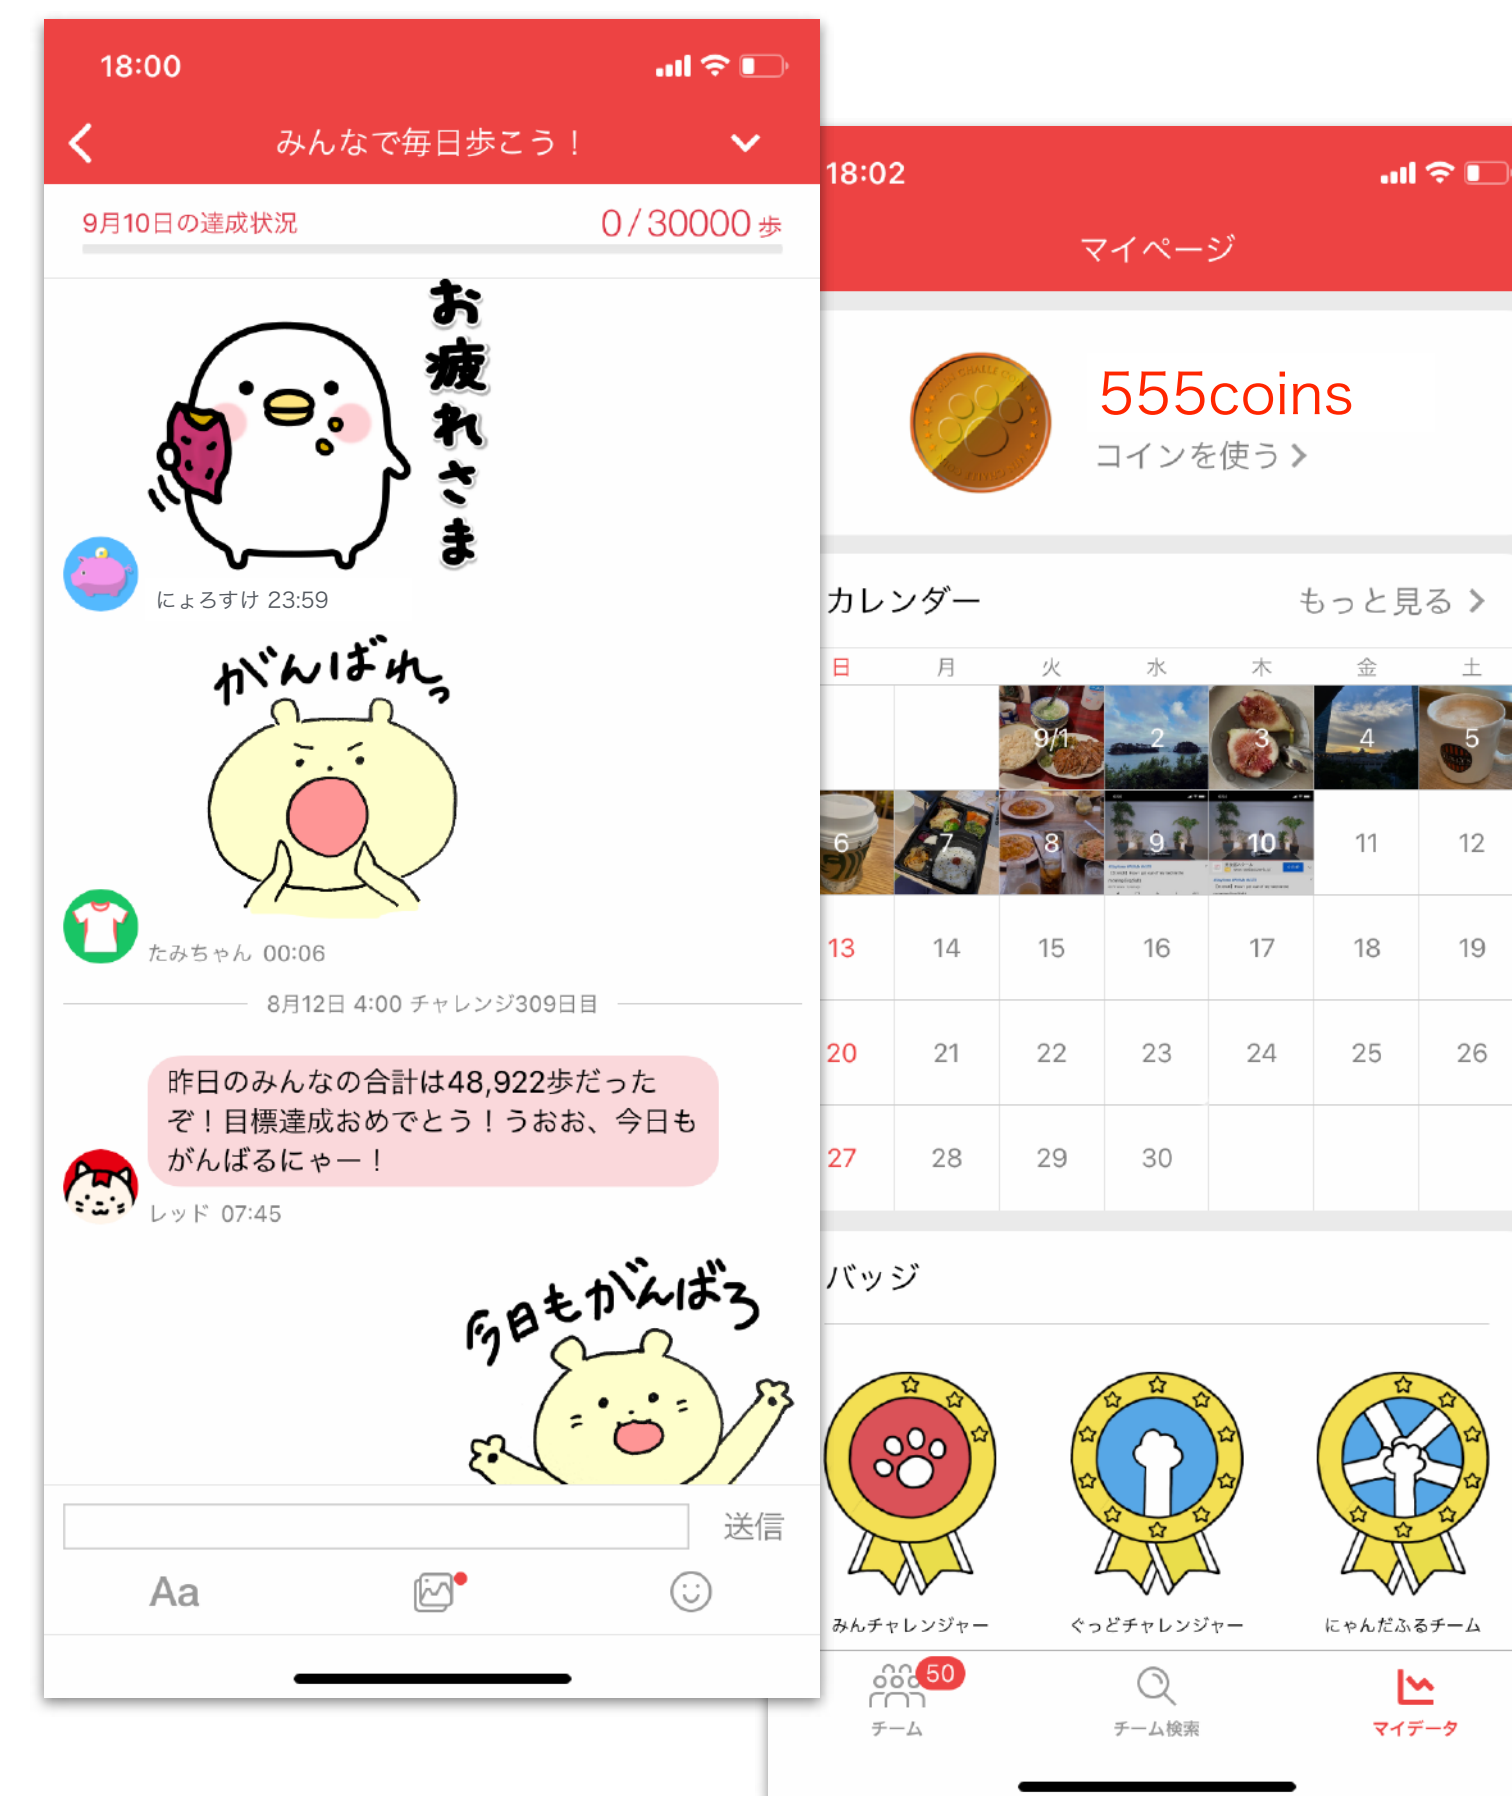 18:00
みんなで毎日歩こう！
9月10日の達成状況
0/30000 歩
お疲れさま
にょろすけ 23:59
がんばれっ
たみちゃん 00:06
8月12日 4:00 チャレンジ309日目
昨日のみんなの合計は48,922歩だった
ぞ！目標達成おめでとう！うおお、今日も
がんばるにゃー！
レッド 07:45
今日もがんばろ
送信
Aa
18:02
マイページ
555coins
コインを使う
カレンダー
もっと見る
日 月 火 水 木 金 土
9/1 2 3 4 5
6 7 8 9 10 11 12
13 14 15 16 17 18 19
20 21 22 23 24 25 26
27 28 29 30
バッジ
みんチャレンジャー
ぐっどチャレンジャー
にゃんだふるチーム
50
チーム
チーム検索
マイデータ